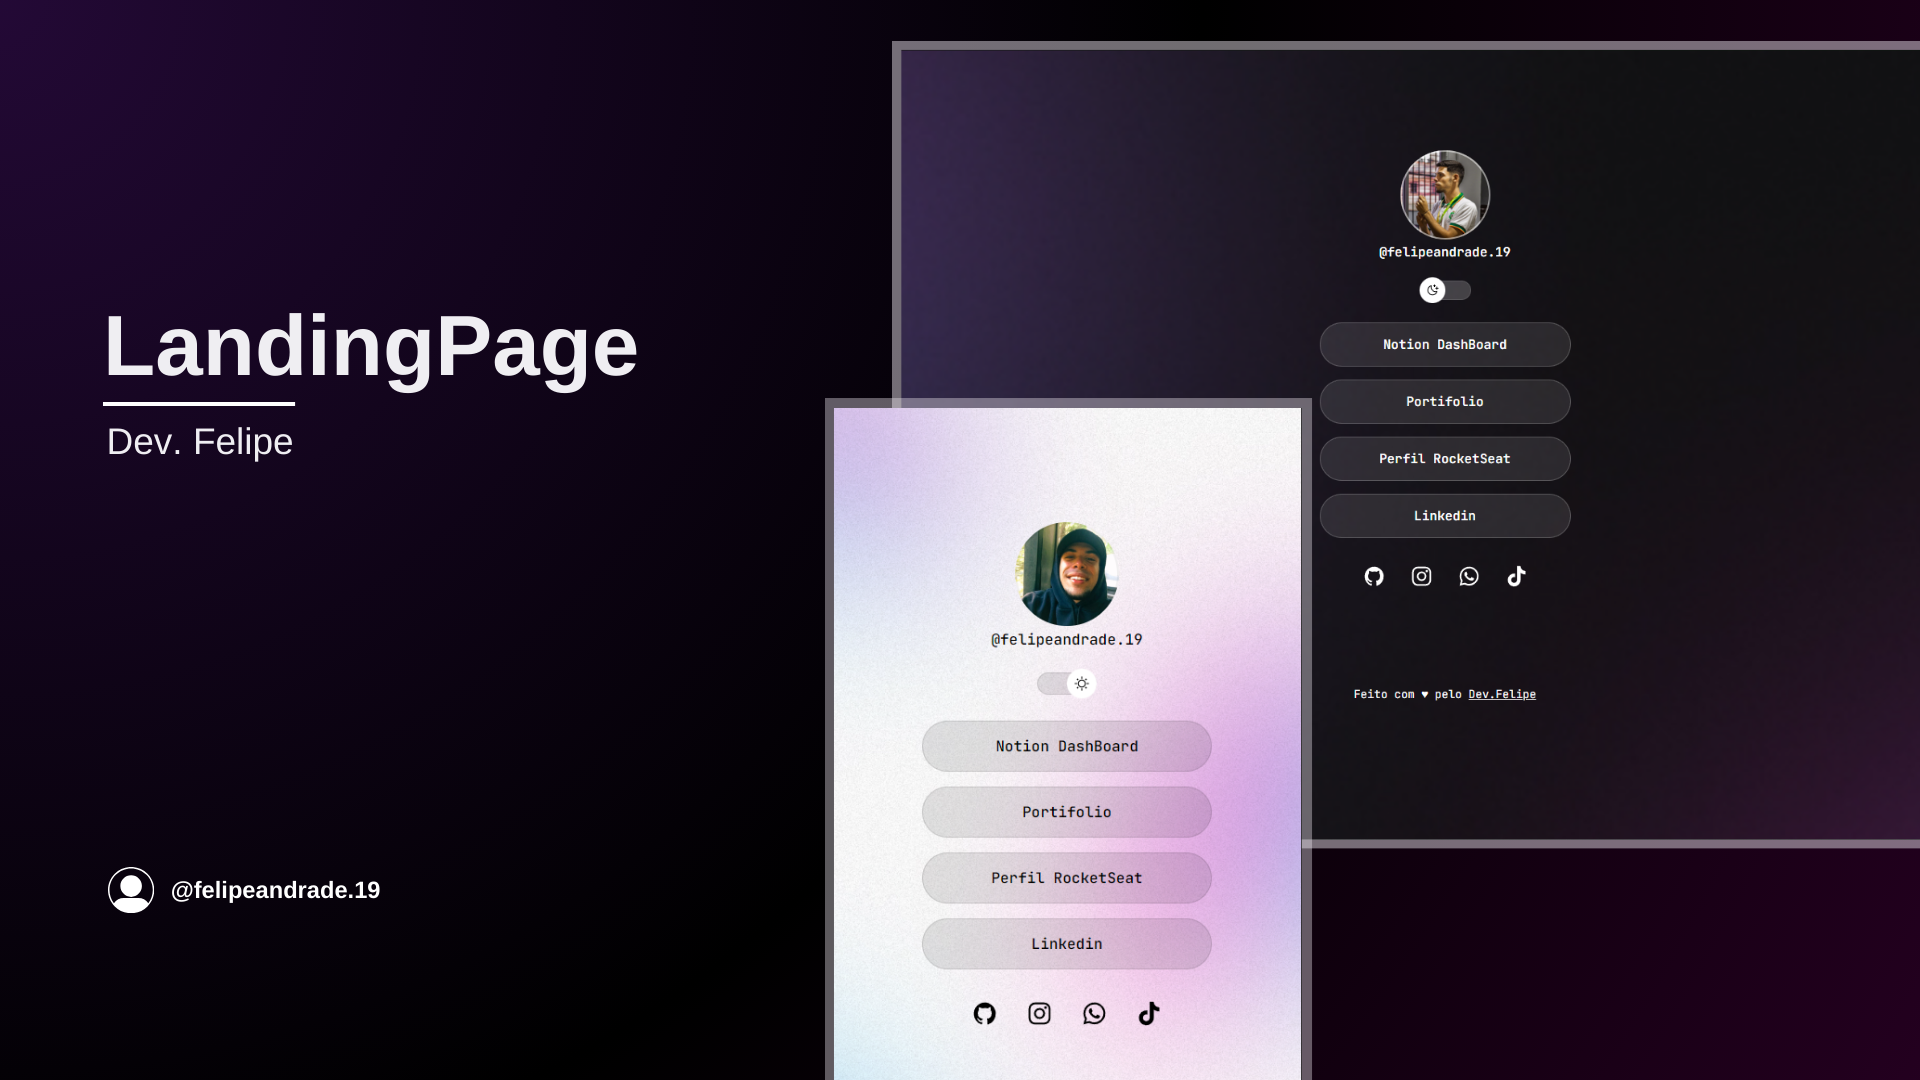 LandingPage
Dev. Felipe
@felipeandrade.19
@felipeandrade.19
Notion DashBoard
Portifolio
Perfil RocketSeat
Linkedin
Feito com ♥ pelo Dev.Felipe
@felipeandrade.19
Notion DashBoard
Portifolio
Perfil RocketSeat
Linkedin